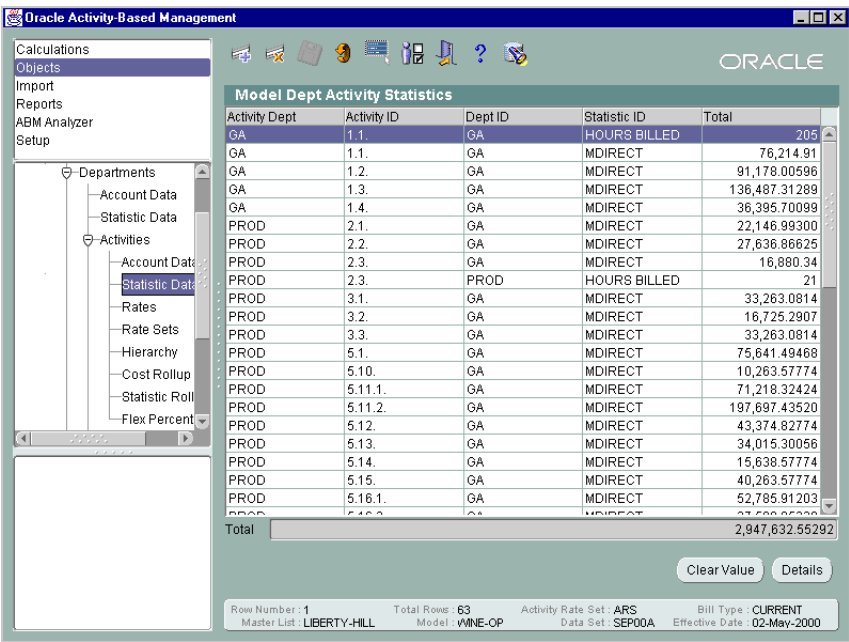 Oracle Activity-Based Management
Calculations
Objects
Import
Reports
ABM Analyzer
Setup
ORACLE
Departments
Account Data
Statistic Data
Activities
Account Data
Statistic Data
Rates
Rate Sets
Hierarchy
Cost Rollup
Statistic Roll
Flex Percent
Model Dept Activity Statistics
Activity Dept Activity ID Dept ID Statistic ID Total
GA 1.1. GA HOURS BILLED 205
GA 1.1. GA MDIRECT 76,214.91
GA 1.2. GA MDIRECT 91,178.00596
GA 1.3. GA MDIRECT 136,487.31289
GA 1.4. GA MDIRECT 36,395.70099
PROD 2.1. GA MDIRECT 22,146.99300
PROD 2.2. GA MDIRECT 27,636.86625
PROD 2.3. GA MDIRECT 16,880.34
PROD 2.3. PROD HOURS BILLED 21
PROD 3.1. GA MDIRECT 33,263.0814
PROD 3.2. GA MDIRECT 16,725.2907
PROD 3.3. GA MDIRECT 33,263.0814
PROD 5.1. GA MDIRECT 75,641.49468
PROD 5.10. GA MDIRECT 10,263.57774
PROD 5.11.1. GA MDIRECT 71,218.32424
PROD 5.11.2. GA MDIRECT 197,697.43520
PROD 5.12. GA MDIRECT 43,374.82774
PROD 5.13. GA MDIRECT 34,015.30056
PROD 5.14. GA MDIRECT 15,638.57774
PROD 5.15. GA MDIRECT 40,263.57774
PROD 5.16.1. GA MDIRECT 52,785.91203
Total 2,947,632.55292
Clear Value Details
Row Number : 1 Total Rows : 63 Activity Rate Set : ARS Bill Type : CURRENT
Master List : LIBERTY-HILL Model : WINE-OP Data Set : SEP00A Effective Date : 02-May-2000